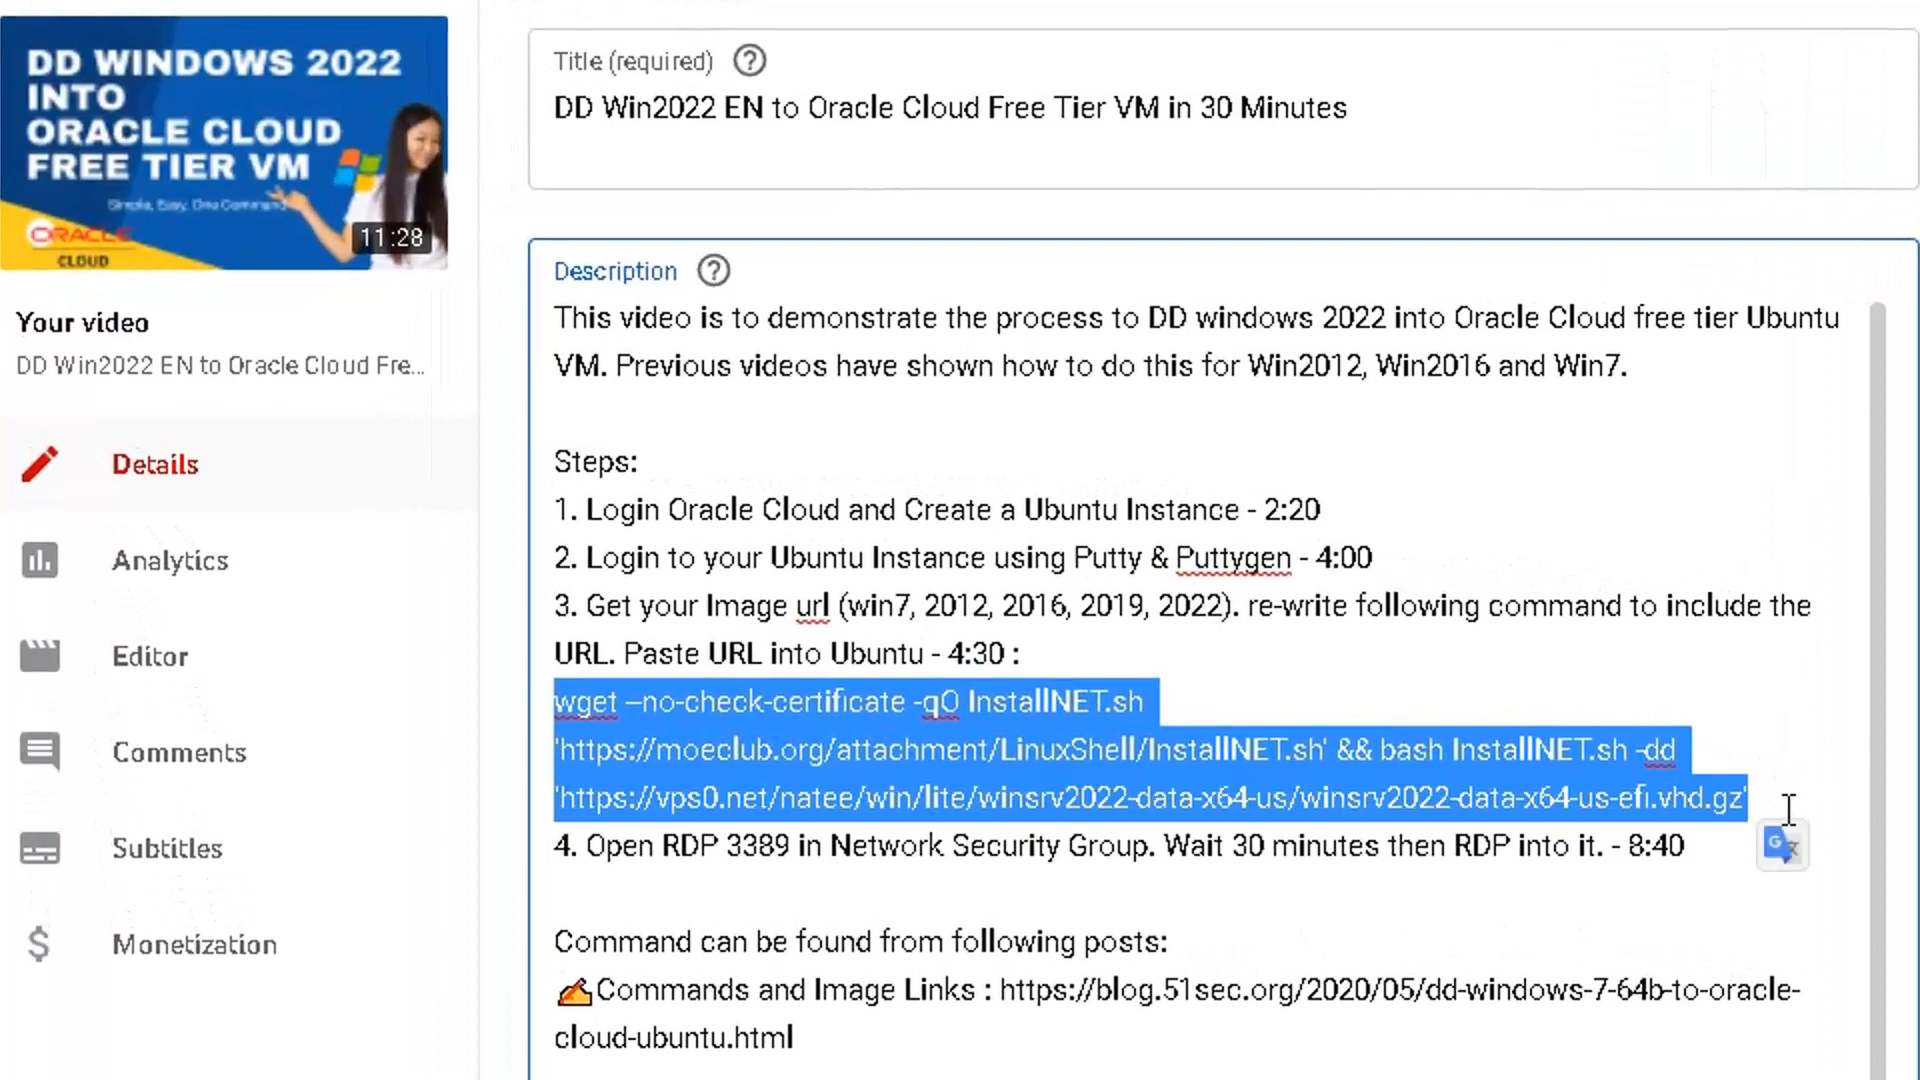 DD WINDOWS 2022
INTO
ORACLE CLOUD
FREE TIER VM
Simple, Easy, One Command
ORACLE
CLOUD
11:28
Your video
DD Win2022 EN to Oracle Cloud Fre...
Details
Analytics
Editor
Comments
Subtitles
Monetization
Title (required)
DD Win2022 EN to Oracle Cloud Free Tier VM in 30 Minutes
Description
This video is to demonstrate the process to DD windows 2022 into Oracle Cloud free tier Ubuntu
VM. Previous videos have shown how to do this for Win2012, Win2016 and Win7.
Steps:
1. Login Oracle Cloud and Create a Ubuntu Instance - 2:20
2. Login to your Ubuntu Instance using Putty & Puttygen - 4:00
3. Get your Image url (win7, 2012, 2016, 2019, 2022). re-write following command to include the
URL. Paste URL into Ubuntu - 4:30 :
wget –no-check-certificate -qO InstallNET.sh
'https://moeclub.org/attachment/LinuxShell/InstallNET.sh' && bash InstallNET.sh -dd
'https://vps0.net/natee/win/lite/winsrv2022-data-x64-us/winsrv2022-data-x64-us-efi.vhd.gz'
4. Open RDP 3389 in Network Security Group. Wait 30 minutes then RDP into it. - 8:40
Command can be found from following posts:
✍Commands and Image Links : https://blog.51sec.org/2020/05/dd-windows-7-64b-to-oracle-
cloud-ubuntu.html